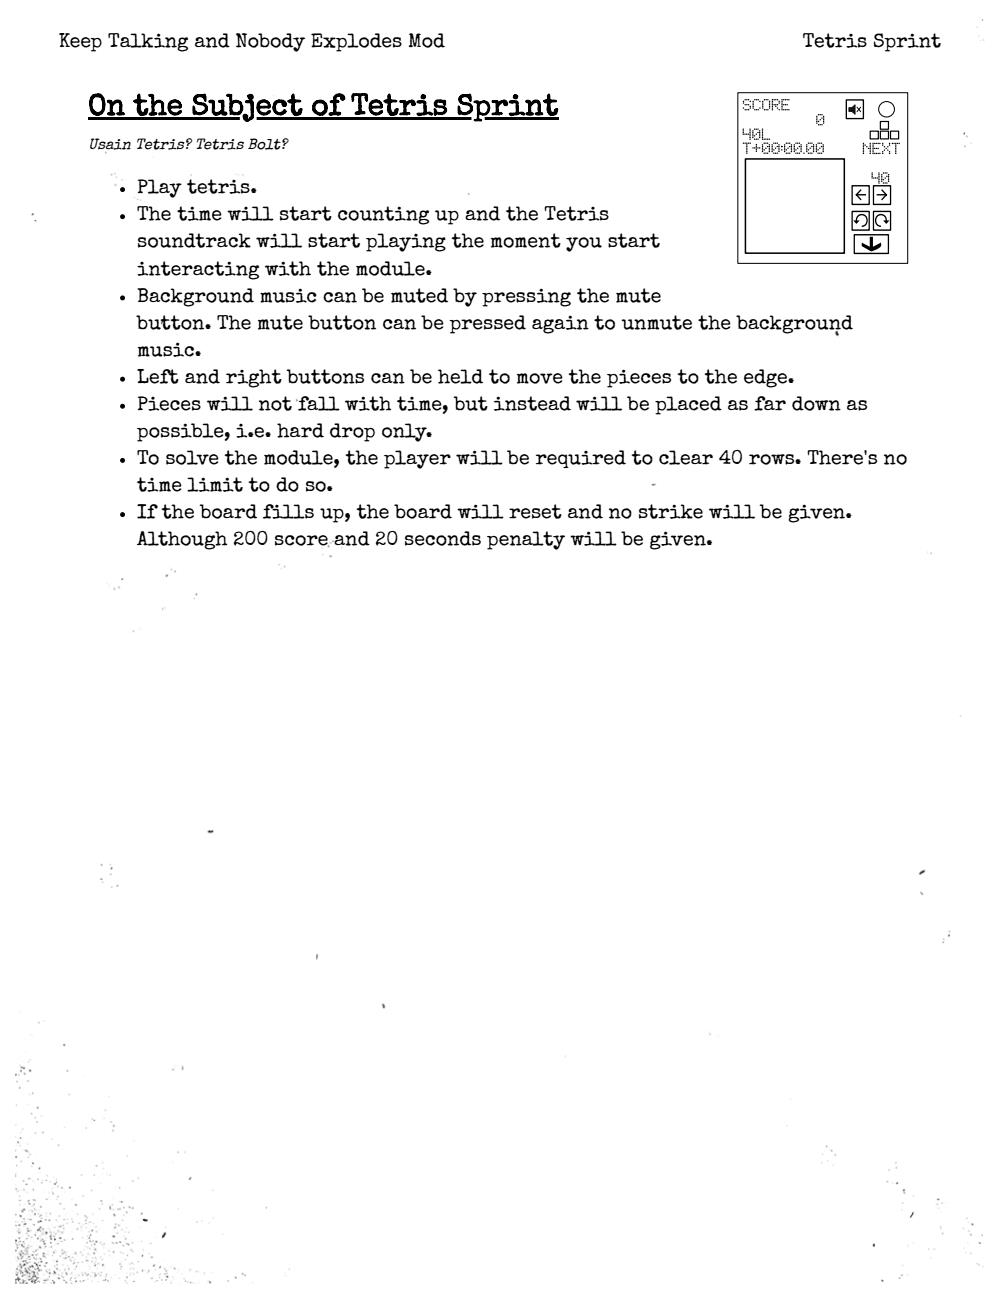 Keep Talking and Nobody Explodes Mod
Tetris Sprint
On the Subject of Tetris Sprint
Usain Tetris? Tetris Bolt?
SCORE
0
40L
T+00:00.00
NEXT
40
• Play tetris.
• The time will start counting up and the Tetris
soundtrack will start playing the moment you start
interacting with the module.
• Background music can be muted by pressing the mute
button. The mute button can be pressed again to unmute the background
music.
• Left and right buttons can be held to move the pieces to the edge.
• Pieces will not fall with time, but instead will be placed as far down as
possible, i.e. hard drop only.
• To solve the module, the player will be required to clear 40 rows. There's no
time limit to do so.
• If the board fills up, the board will reset and no strike will be given.
Although 200 score and 20 seconds penalty will be given.